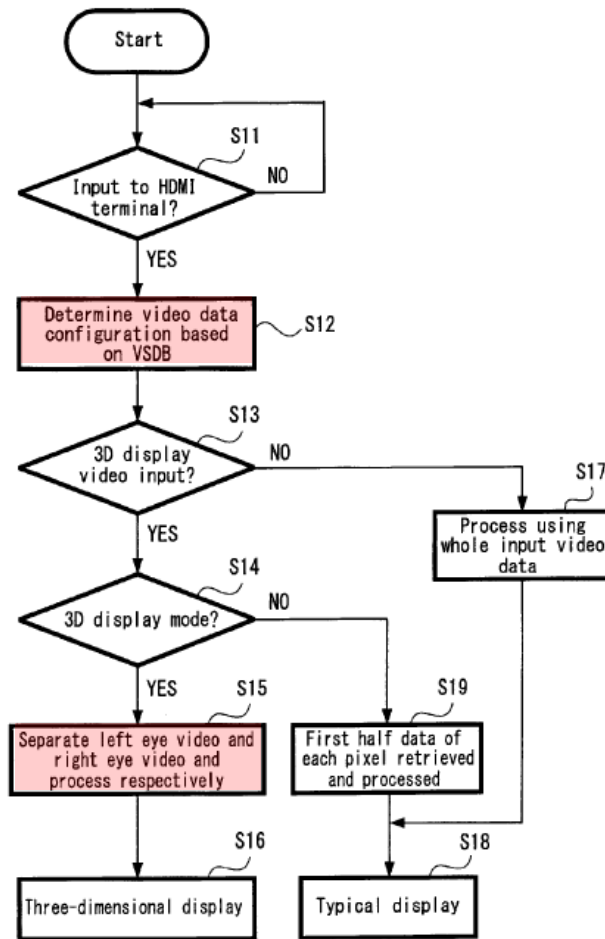 Start
S11
Input to HDMI
terminal?
NO
YES
Determine video data
configuration based
on VSDB
S12
S13
3D display
video input?
NO
YES
S17
Process using
whole input video
data
S14
3D display mode?
NO
YES
S15
Separate left eye video and
right eye video and
process respectively
S19
First half data of
each pixel retrieved
and processed
S16
Three-dimensional display
S18
Typical display